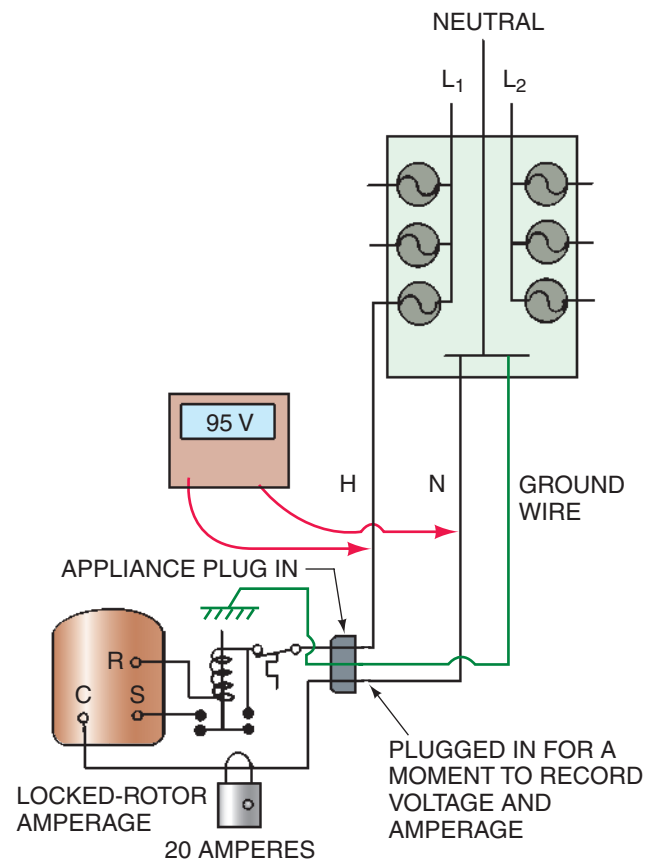 NEUTRAL
L1 L2
95 V
H N GROUND
WIRE
APPLIANCE PLUG IN
R
C S
LOCKED-ROTOR
AMPERAGE
20 AMPERES
PLUGGED IN FOR A
MOMENT TO RECORD
VOLTAGE AND
AMPERAGE